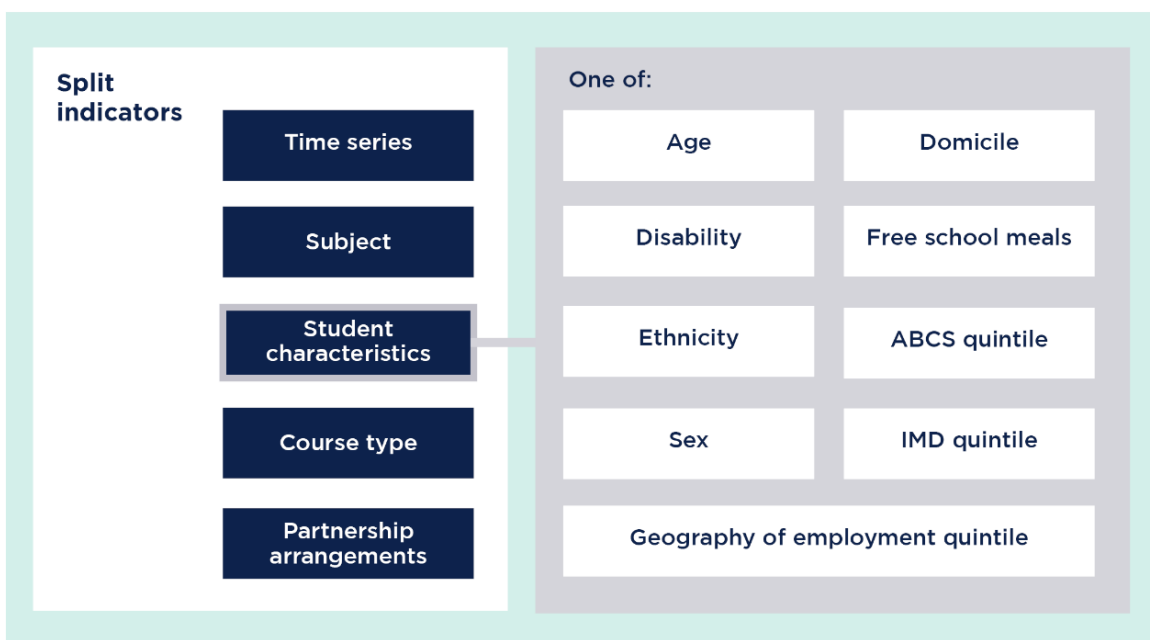 Split
indicators
Time series
Subject
Student
characteristics
Course type
Partnership
arrangements
One of:
Age
Domicile
Disability
Free school meals
Ethnicity
ABCS quintile
Sex
IMD quintile
Geography of employment quintile